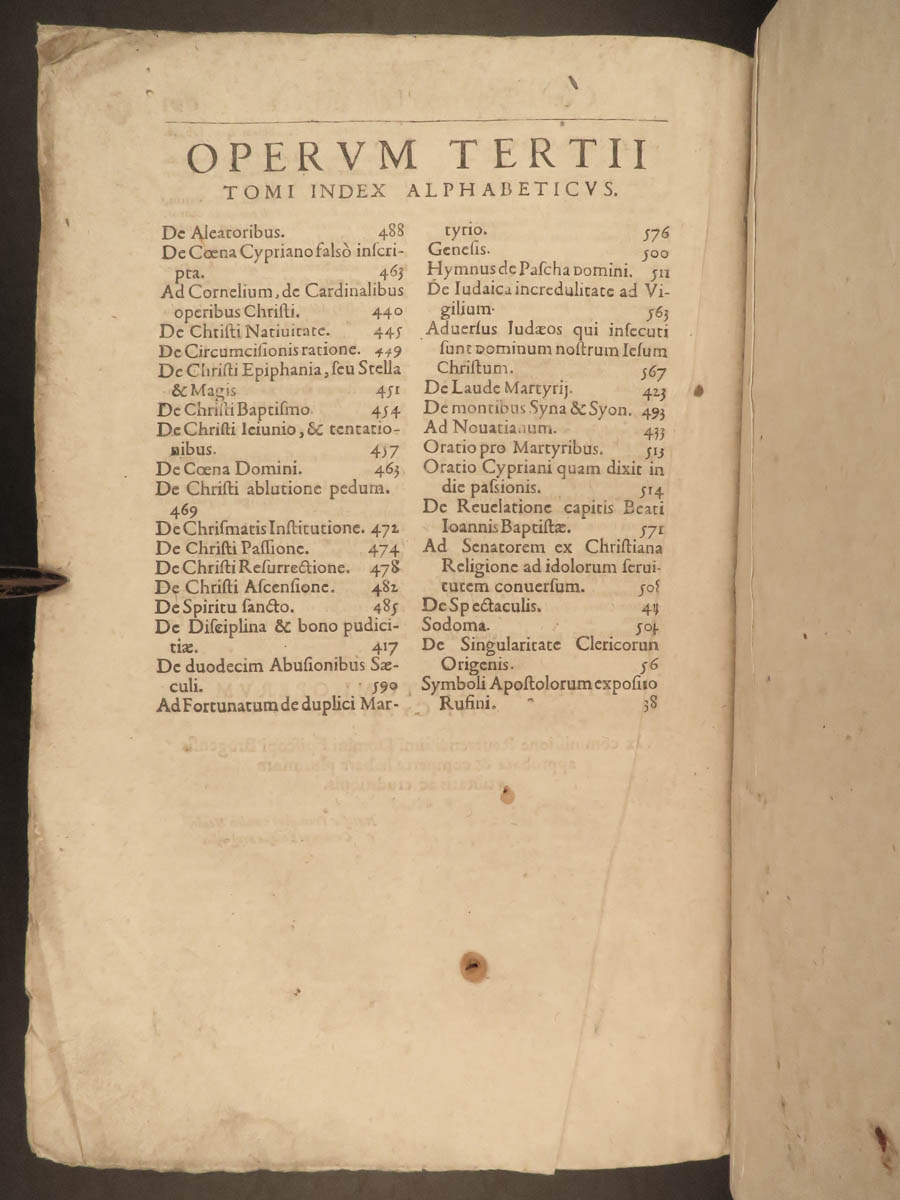 OPERVM TERTII
TOMI INDEX ALPHABETICVS.
De Aleatoribus. 488
De Cœna Cypriano falsò inſcri-
pta. 463
Ad Cornelium, de Cardinalibus
operibus Chriſti. 440
De Chriſti Natiuitate. 445
De Circumciſionis ratione. 449
De Chriſti Epiphania, ſeu Stella
& Magis 451
De Chriſti Baptiſmo. 454
De Chriſti Ieiunio, & tentatio-
nibus. 457
De Cœna Domini. 463
De Chriſti ablutione pedum.
469
De Chriſmatis Inſtitutione. 472
De Chriſti Paſſione. 474
De Chriſti Reſurrectione. 478
De Chriſti Aſcenſione. 482
De Spiritu ſancto. 485
De Diſciplina & bono pudici-
tiæ. 417
De duodecim Abuſionibus Sæ-
culi. 590
Ad Fortunatum de duplici Mar-
tyrio. 576
Geneſis. 500
Hymnus de Paſcha Domini. 511
De Iudaica incredulitate ad Vi-
gilium. 563
Aduerſus Iudæos qui inſecuti
ſunt Dominum noſtrum Ieſum
Chriſtum. 567
De Laude Martyrij. 423
De montibus Syna & Syon. 493
Ad Nouatianum. 433
Oratio pro Martyribus. 513
Oratio Cypriani quam dixit in
die paſsionis. 514
De Reuelatione capitis Beati
Ioannis Baptiſtæ. 571
Ad Senatorem ex Chriſtiana
Religione ad idolorum ſerui-
tutem conuerſum.
De Spectaculis.
Sodoma.
De Singularitate Clericorun
Origenis.
Symboli Apoſtolorum expoſitio
Rufini. 38